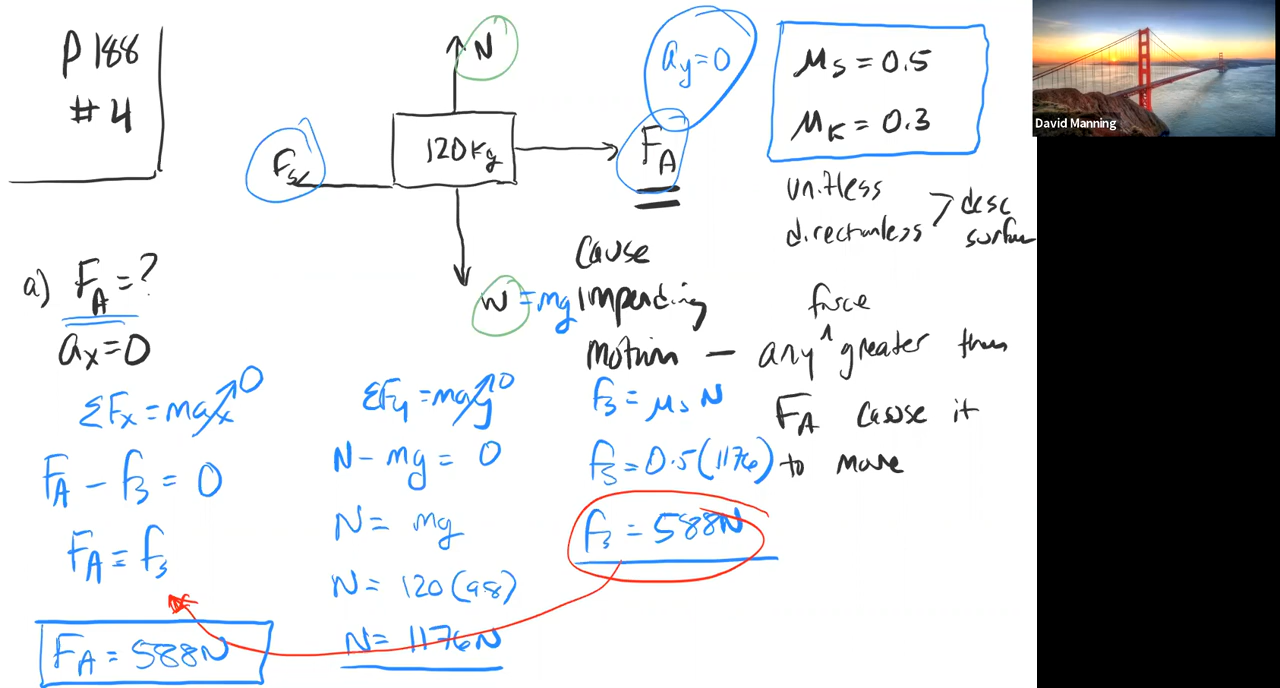 P 188
# 4
N
120Kg
fs
FA
W = mg
ay = 0
μs = 0.5
μK = 0.3
unitless
directionless > desc
surface
a) FA = ?
ax = 0
Cause
impending
motion — any force greater than
FA cause it
to move
ΣFx = max 0
FA − fs = 0
FA = fs
FA = 588N
ΣFy = may 0
N − mg = 0
N = mg
N = 120(9.8)
N = 1176N
fs = μs N
fs = 0.5(1176)
fs = 588N
David Manning